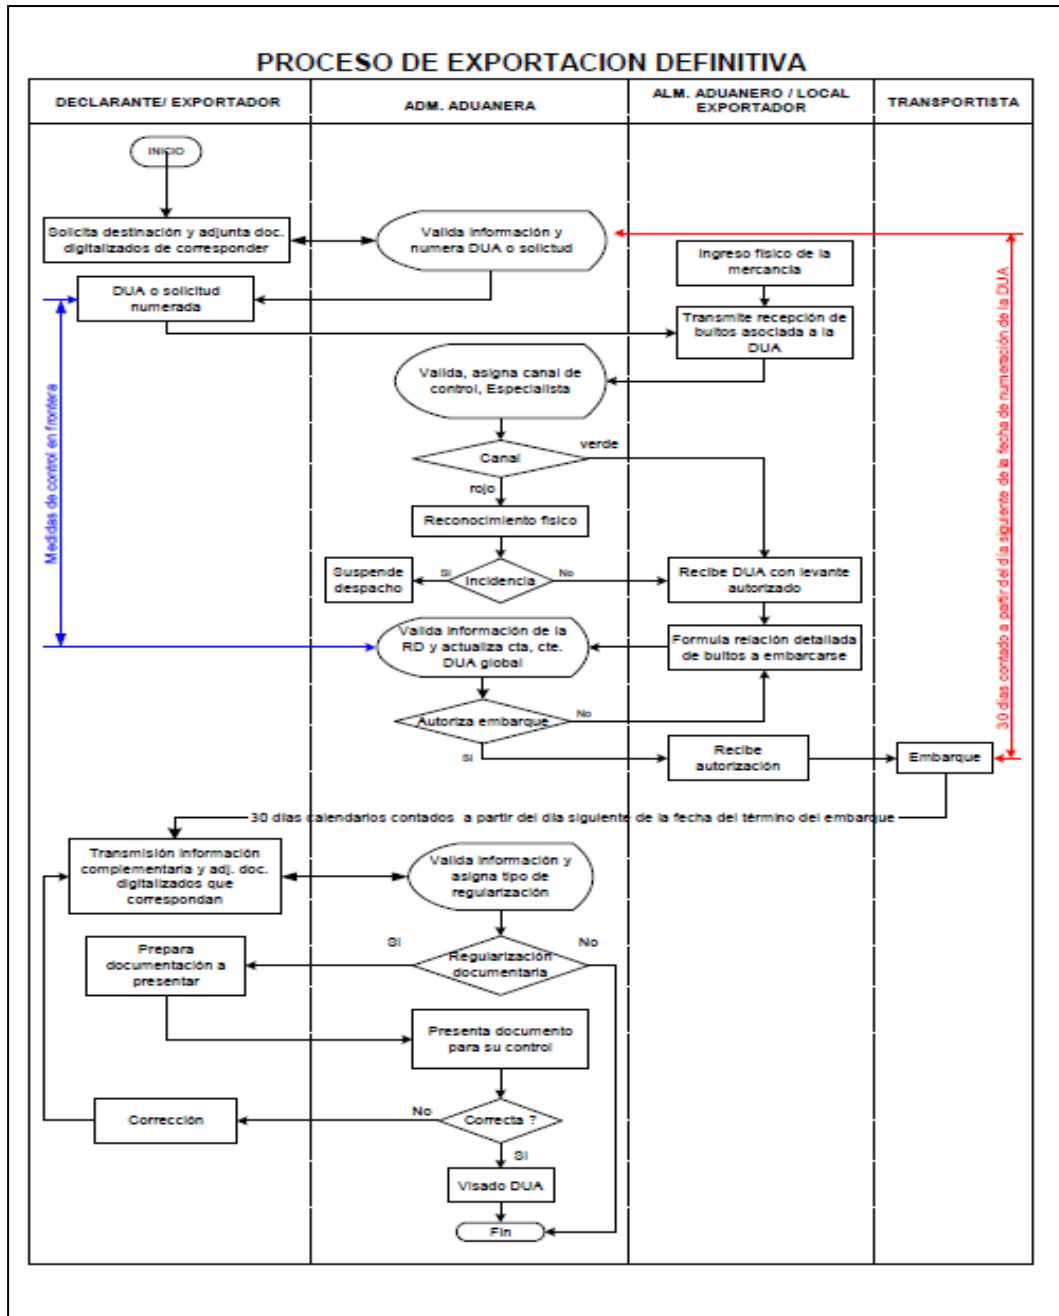 PROCESO DE EXPORTACION DEFINITIVA
DECLARANTE/ EXPORTADOR
ADM. ADUANERA
ALM. ADUANERO / LOCAL
EXPORTADOR
TRANSPORTISTA
INICIO
Solicita destinación y adjunta doc.
digitalizados de corresponder
Valida información y
numera DUA o solictud
Ingreso físico de la
mercancía
DUA o solicitud
numerada
Transmite recepción de
bultos asociada a la
DUA
Valida, asigna canal de
control, Especialista
Canal
verde
rojo
Reconocimiento físico
Suspende
despacho
Si
Incidencia
No
Recibe DUA con levante
autorizado
Valida información de la
RD y actualiza cta, cte.
DUA global
Formula relación detallada
de bultos a embarcarse
Medidas de control en frontera
30 días contado a partir del día siguiente de la fecha de numeración de la DUA
Autoriza embarque
No
Si
Recibe
autorización
Embarque
30 días calendarios contados a partir del día siguiente de la fecha del término del embarque
Transmisión información
complementaria y adj. doc.
digitalizados que
correspondan
Valida información y
asigna tipo de
regularización
Si
No
Prepara
documentación a
presentar
Regularización
documentaria
Presenta documento
para su control
Corrección
No
Correcta ?
Si
Visado DUA
Fin